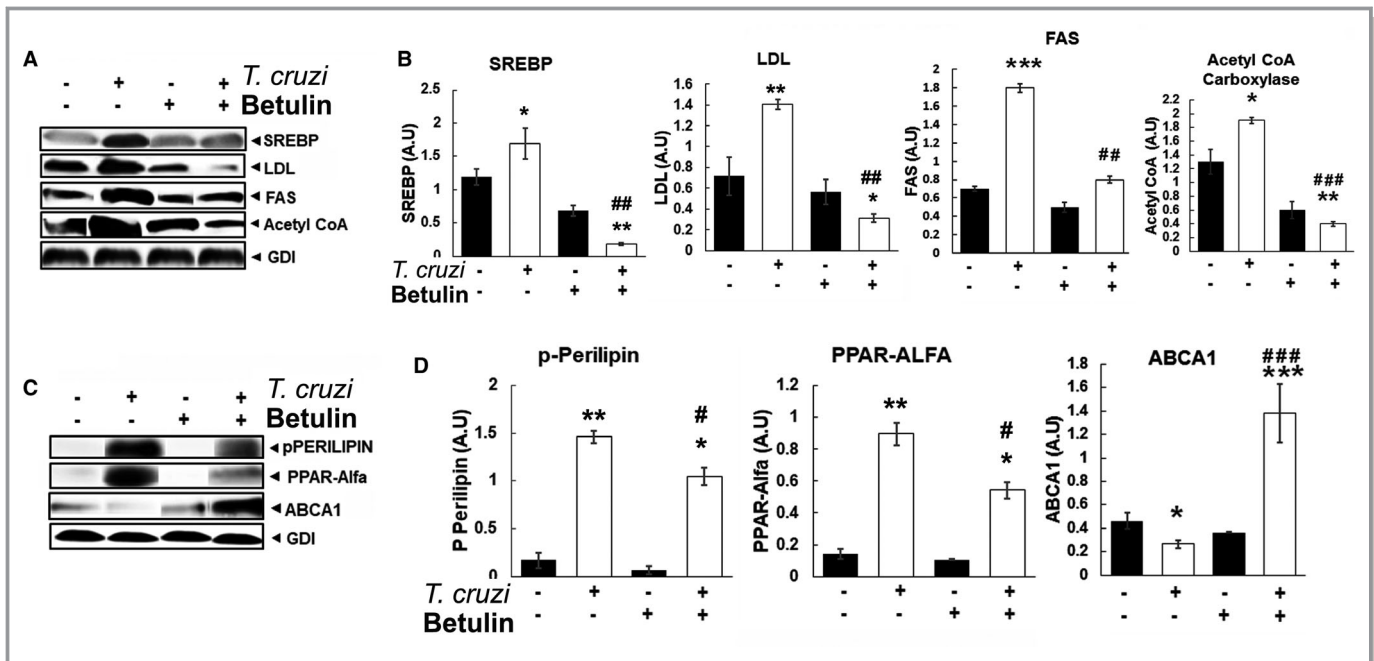 A
- + - + T. cruzi
- - + + Betulin
◄SREBP
◄LDL
◄FAS
Acetyl CoA
◄ GDI
B
SREBP
SREBP (A.U)
2.5
2
1.5
1
0.5
0
*
##
**
T. cruzi - + - +
Betulin - - + +
LDL
LDL (A.U)
1.6
1.4
1.2
1
0.8
0.6
0.4
0.2
0
**
##
*
- + - +
- - + +
FAS
FAS (A.U)
2
1.8
1.6
1.4
1.2
1
0.8
0.6
0.4
0.2
0
***
##
- + - +
- - + +
Acetyl CoA
Carboxylase
Acetyl CoA (A.U
2.2
2
1.8
1.6
1.4
1.2
1
0.8
0.6
0.4
0.2
0
*
###
**
- + - +
- - + +
C
- + - + T. cruzi
- - + + Betulin
◄pPERILIPIN
◄ PPAR-Alfa
◄ABCA1
◄GDI
D
p-Perilipin
P Perilipin (A.U)
2
1.5
1
0.5
0
**
#
*
T. cruzi - + - +
Betulin - - + +
PPAR-ALFA
PPAR-Alfa (A.U)
1.2
1
0.8
0.6
0.4
0.2
0
**
#
*
- + - +
- - + +
ABCA1
ABCA1 (A.U)
1.8
1.6
1.4
1.2
1
0.8
0.6
0.4
0.2
0
*
###
***
- + - +
- - + +